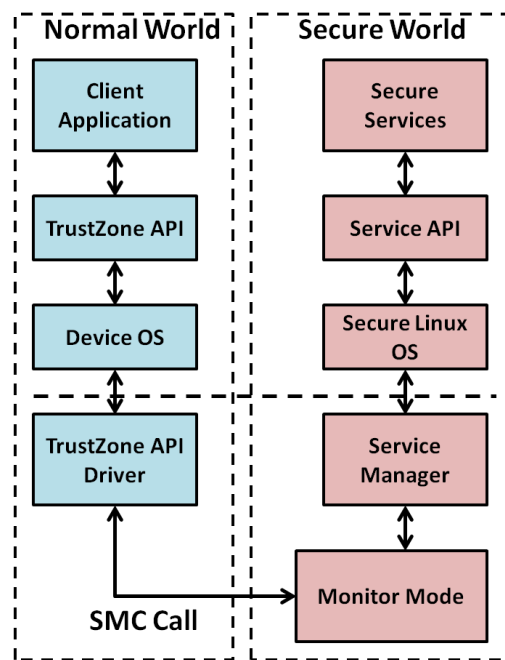 Normal World
Secure World
Client
Application
Secure
Services
TrustZone API
Service API
Device OS
Secure Linux
OS
TrustZone API
Driver
Service
Manager
Monitor Mode
SMC Call